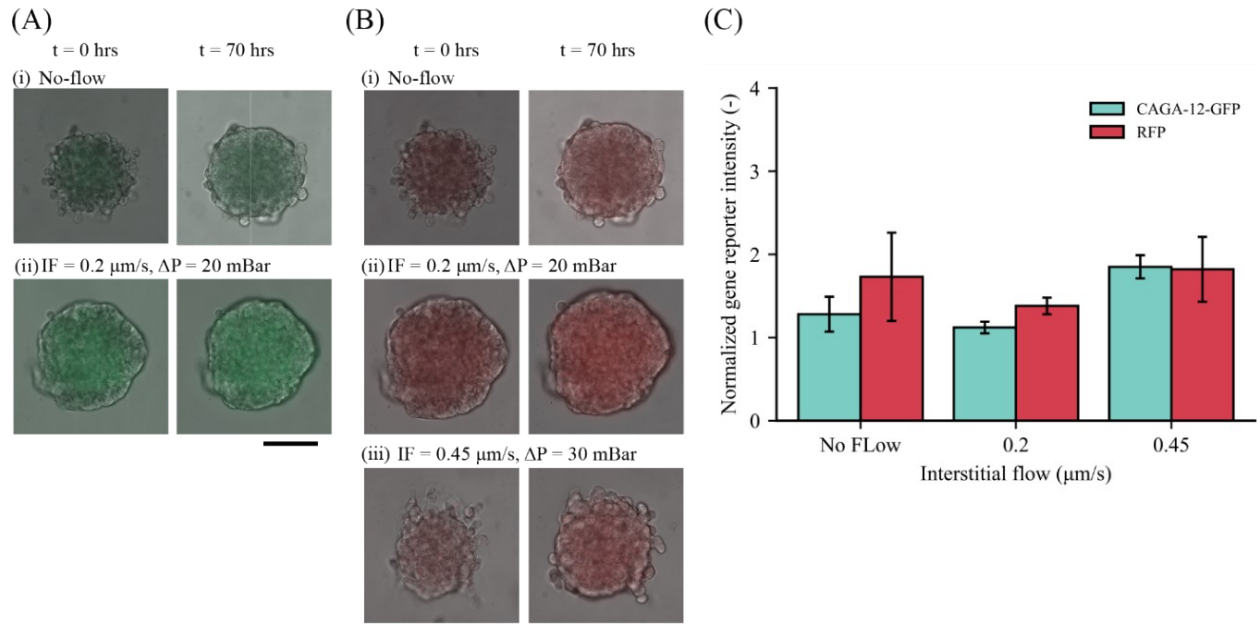 (A)
t = 0 hrs
t = 70 hrs
(i) No-flow
(ii) IF = 0.2 μm/s, ΔP = 20 mBar
(B)
t = 0 hrs
t = 70 hrs
(i) No-flow
(ii) IF = 0.2 μm/s, ΔP = 20 mBar
(iii) IF = 0.45 μm/s, ΔP = 30 mBar
(C)
Normalized gene reporter intensity (-)
4
3
2
1
0
CAGA-12-GFP
RFP
No FLow
0.2
0.45
Interstitial flow (μm/s)